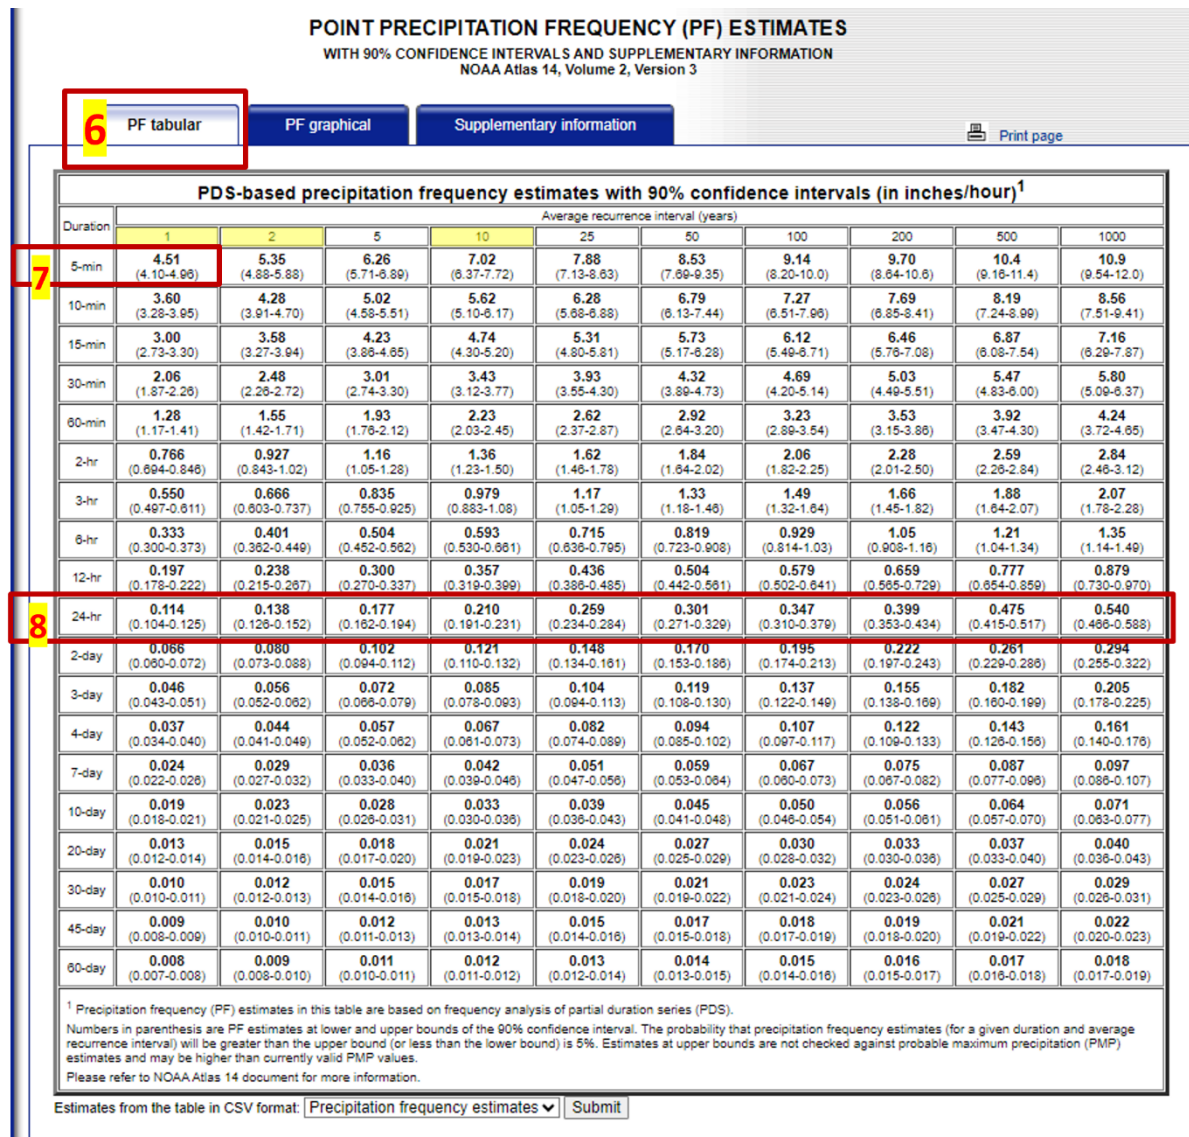 POINT PRECIPITATION FREQUENCY (PF) ESTIMATES
WITH 90% CONFIDENCE INTERVALS AND SUPPLEMENTARY INFORMATION
NOAA Atlas 14, Volume 2, Version 3
6 PF tabular PF graphical Supplementary information Print page
PDS-based precipitation frequency estimates with 90% confidence intervals (in inches/hour)1
Duration Average recurrence interval (years)
1 2 5 10 25 50 100 200 500 1000
7 5-min 4.51 5.35 6.26 7.02 7.88 8.53 9.14 9.70 10.4 10.9
(4.10-4.96) (4.88-5.88) (5.71-6.89) (6.37-7.72) (7.13-8.63) (7.69-9.35) (8.20-10.0) (8.64-10.6) (9.16-11.4) (9.54-12.0)
10-min 3.60 4.28 5.02 5.62 6.28 6.79 7.27 7.69 8.19 8.56
(3.28-3.95) (3.91-4.70) (4.58-5.51) (5.10-6.17) (5.68-6.88) (6.13-7.44) (6.51-7.96) (6.85-8.41) (7.24-8.99) (7.51-9.41)
15-min 3.00 3.58 4.23 4.74 5.31 5.73 6.12 6.46 6.87 7.16
(2.73-3.30) (3.27-3.94) (3.86-4.65) (4.30-5.20) (4.80-5.81) (5.17-6.28) (5.49-6.71) (5.76-7.08) (6.08-7.54) (6.29-7.87)
30-min 2.06 2.48 3.01 3.43 3.93 4.32 4.69 5.03 5.47 5.80
(1.87-2.26) (2.26-2.72) (2.74-3.30) (3.12-3.77) (3.55-4.30) (3.89-4.73) (4.20-5.14) (4.49-5.51) (4.83-6.00) (5.09-6.37)
60-min 1.28 1.55 1.93 2.23 2.62 2.92 3.23 3.53 3.92 4.24
(1.17-1.41) (1.42-1.71) (1.76-2.12) (2.03-2.45) (2.37-2.87) (2.64-3.20) (2.89-3.54) (3.15-3.86) (3.47-4.30) (3.72-4.65)
2-hr 0.766 0.927 1.16 1.36 1.62 1.84 2.06 2.28 2.59 2.84
(0.694-0.846) (0.843-1.02) (1.05-1.28) (1.23-1.50) (1.46-1.78) (1.64-2.02) (1.82-2.25) (2.01-2.50) (2.26-2.84) (2.46-3.12)
3-hr 0.550 0.666 0.835 0.979 1.17 1.33 1.49 1.66 1.88 2.07
(0.497-0.611) (0.603-0.737) (0.755-0.925) (0.883-1.08) (1.05-1.29) (1.18-1.46) (1.32-1.64) (1.45-1.82) (1.64-2.07) (1.78-2.28)
6-hr 0.333 0.401 0.504 0.593 0.715 0.819 0.929 1.05 1.21 1.35
(0.300-0.373) (0.362-0.449) (0.452-0.562) (0.530-0.661) (0.636-0.795) (0.723-0.908) (0.814-1.03) (0.908-1.16) (1.04-1.34) (1.14-1.49)
12-hr 0.197 0.238 0.300 0.357 0.436 0.504 0.579 0.659 0.777 0.879
(0.178-0.222) (0.215-0.267) (0.270-0.337) (0.319-0.399) (0.386-0.485) (0.442-0.561) (0.502-0.641) (0.565-0.729) (0.654-0.859) (0.730-0.970)
8 24-hr 0.114 0.138 0.177 0.210 0.259 0.301 0.347 0.399 0.475 0.540
(0.104-0.125) (0.126-0.152) (0.162-0.194) (0.191-0.231) (0.234-0.284) (0.271-0.329) (0.310-0.379) (0.353-0.434) (0.415-0.517) (0.466-0.588)
2-day 0.066 0.080 0.102 0.121 0.148 0.170 0.195 0.222 0.261 0.294
(0.060-0.072) (0.073-0.088) (0.094-0.112) (0.110-0.132) (0.134-0.161) (0.153-0.186) (0.174-0.213) (0.197-0.243) (0.229-0.286) (0.255-0.322)
3-day 0.046 0.056 0.072 0.085 0.104 0.119 0.137 0.155 0.182 0.205
(0.043-0.051) (0.052-0.062) (0.066-0.079) (0.078-0.093) (0.094-0.113) (0.108-0.130) (0.122-0.149) (0.138-0.169) (0.160-0.199) (0.178-0.225)
4-day 0.037 0.044 0.057 0.067 0.082 0.094 0.107 0.122 0.143 0.161
(0.034-0.040) (0.041-0.049) (0.052-0.062) (0.061-0.073) (0.074-0.089) (0.085-0.102) (0.097-0.117) (0.109-0.133) (0.126-0.156) (0.140-0.176)
7-day 0.024 0.029 0.036 0.042 0.051 0.059 0.067 0.075 0.087 0.097
(0.022-0.026) (0.027-0.032) (0.033-0.040) (0.039-0.046) (0.047-0.056) (0.053-0.064) (0.060-0.073) (0.067-0.082) (0.077-0.096) (0.086-0.107)
10-day 0.019 0.023 0.028 0.033 0.039 0.045 0.050 0.056 0.064 0.071
(0.018-0.021) (0.021-0.025) (0.026-0.031) (0.030-0.036) (0.036-0.043) (0.041-0.048) (0.046-0.054) (0.051-0.061) (0.057-0.070) (0.063-0.077)
20-day 0.013 0.015 0.018 0.021 0.024 0.027 0.030 0.033 0.037 0.040
(0.012-0.014) (0.014-0.016) (0.017-0.020) (0.019-0.023) (0.023-0.026) (0.025-0.029) (0.028-0.032) (0.030-0.036) (0.033-0.040) (0.036-0.043)
30-day 0.010 0.012 0.015 0.017 0.019 0.021 0.023 0.024 0.027 0.029
(0.010-0.011) (0.012-0.013) (0.014-0.016) (0.015-0.018) (0.018-0.020) (0.019-0.022) (0.021-0.024) (0.023-0.026) (0.025-0.029) (0.026-0.031)
45-day 0.009 0.010 0.012 0.013 0.015 0.017 0.018 0.019 0.021 0.022
(0.008-0.009) (0.010-0.011) (0.011-0.013) (0.013-0.014) (0.014-0.016) (0.015-0.018) (0.017-0.019) (0.018-0.020) (0.019-0.022) (0.020-0.023)
60-day 0.008 0.009 0.011 0.012 0.013 0.014 0.015 0.016 0.017 0.018
(0.007-0.008) (0.008-0.010) (0.010-0.011) (0.011-0.012) (0.012-0.014) (0.013-0.015) (0.014-0.016) (0.015-0.017) (0.016-0.018) (0.017-0.019)
1 Precipitation frequency (PF) estimates in this table are based on frequency analysis of partial duration series (PDS).
Numbers in parenthesis are PF estimates at lower and upper bounds of the 90% confidence interval. The probability that precipitation frequency estimates (for a given duration and average
recurrence interval) will be greater than the upper bound (or less than the lower bound) is 5%. Estimates at upper bounds are not checked against probable maximum precipitation (PMP)
estimates and may be higher than currently valid PMP values.
Please refer to NOAA Atlas 14 document for more information.
Estimates from the table in CSV format: Precipitation frequency estimates Submit